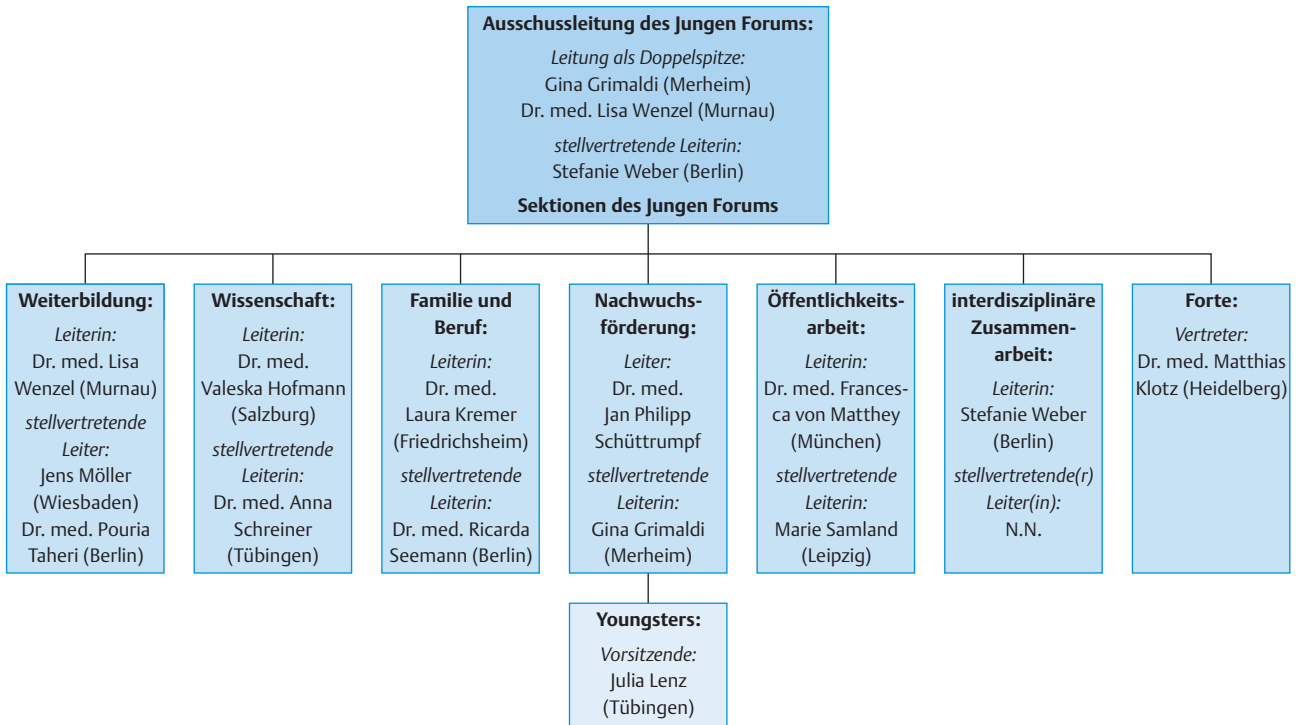 Ausschussleitung des Jungen Forums:
Leitung als Doppelspitze:
Gina Grimaldi (Merheim)
Dr. med. Lisa Wenzel (Murnau)
stellvertretende Leiterin:
Stefanie Weber (Berlin)
Sektionen des Jungen Forums
Weiterbildung:
Leiterin:
Dr. med. Lisa
Wenzel (Murnau)
stellvertretende
Leiter:
Jens Möller
(Wiesbaden)
Dr. med. Pouria
Taheri (Berlin)
Wissenschaft:
Leiterin:
Dr. med.
Valeska Hofmann
(Salzburg)
stellvertretende
Leiterin:
Dr. med. Anna
Schreiner
(Tübingen)
Familie und
Beruf:
Leiterin:
Dr. med.
Laura Kremer
(Friedrichsheim)
stellvertretende
Leiterin:
Dr. med. Ricarda
Seemann (Berlin)
Nachwuchs-
förderung:
Leiter:
Dr. med.
Jan Philipp
Schüttrumpf
stellvertretende
Leiterin:
Gina Grimaldi
(Merheim)
Öffentlichkeits-
arbeit:
Leiterin:
Dr. med. Frances-
ca von Matthey
(München)
stellvertretende
Leiterin:
Marie Samland
(Leipzig)
interdisziplinäre
Zusammen-
arbeit:
Leiterin:
Stefanie Weber
(Berlin)
stellvertretende(r)
Leiter(in):
N.N.
Forte:
Vertreter:
Dr. med. Matthias
Klotz (Heidelberg)
Youngsters:
Vorsitzende:
Julia Lenz
(Tübingen)